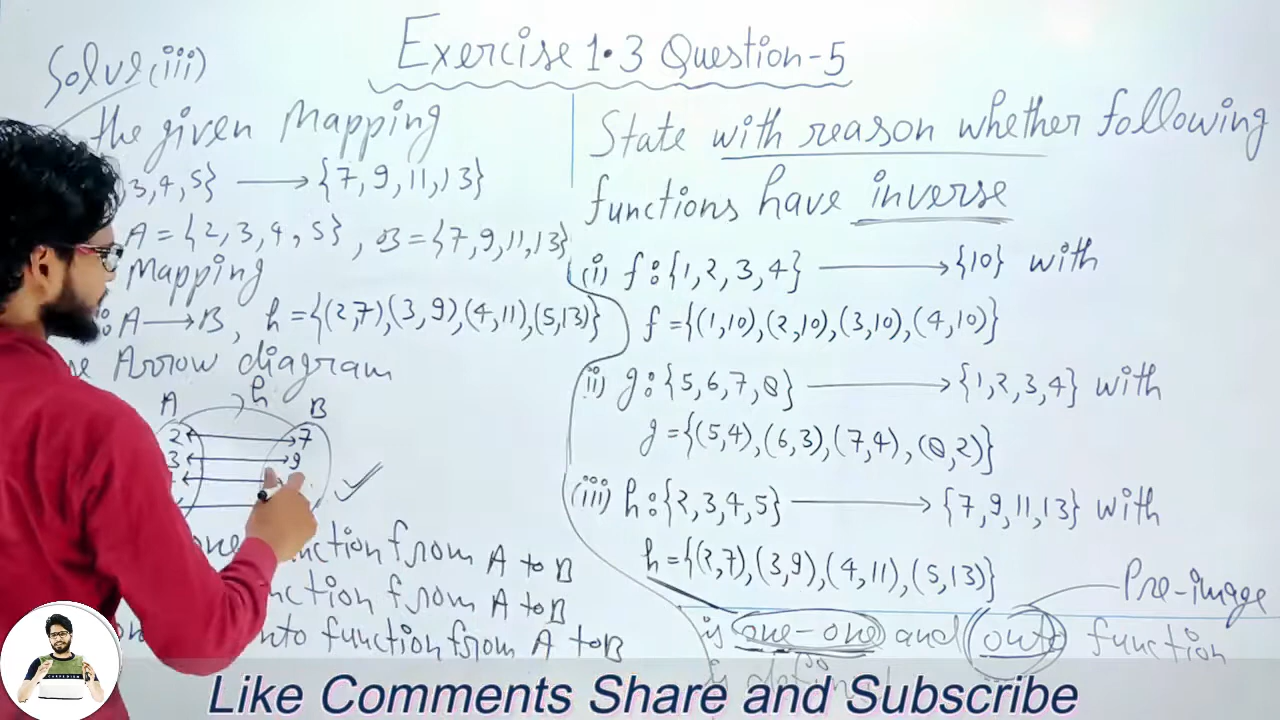 Exercise 1.3 Question-5
Solve (iii)
the given Mapping
3,4,5} ⟶ {7,9,11,13}
A = {2,3,4,5}, B = {7,9,11,13}
Mapping
: A ⟶ B, h = {(2,7),(3,9),(4,11),(5,13)}
Arrow diagram
A h B
2 7
3 9
function from A to B
function from A to B
onto function from A to B
State with reason whether following
functions have inverse
(i) f : {1,2,3,4} ⟶ {10} with
f = {(1,10),(2,10),(3,10),(4,10)}
(ii) g : {5,6,7,8} ⟶ {1,2,3,4} with
g = {(5,4),(6,3),(7,4),(8,2)}
(iii) h : {2,3,4,5} ⟶ {7,9,11,13} with
h = {(2,7),(3,9),(4,11),(5,13)}
Pre-image
is one-one and onto function
Like Comments Share and Subscribe